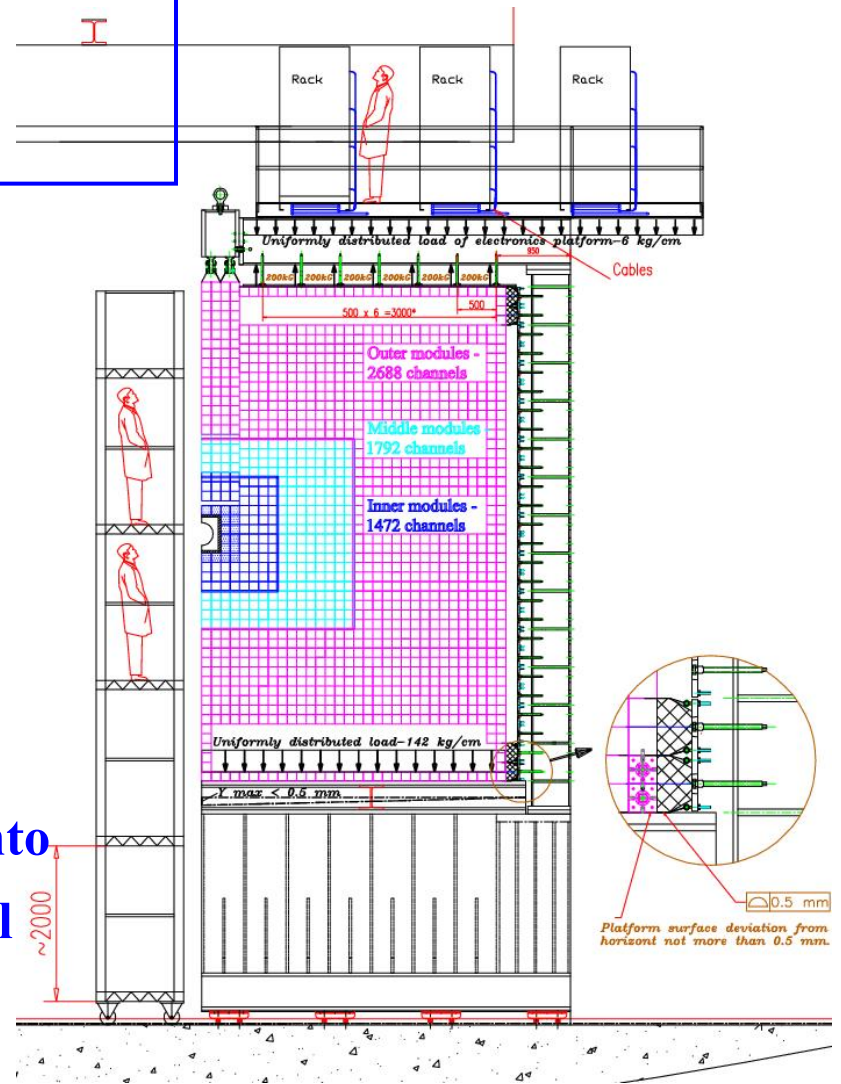 Rack
Rack
Rack
Uniformly distributed load of electronics platform-6 kg/cm
950
Cables
200kG 200kG 200kG 200kG 200kG 200kG
500
500 x 6 =3000*
Outer modules -
2688 channels
Middle modules
1792 channels
Inner modules -
1472 channels
Uniformly distributed load-142 kg/cm
Y max < 0.5 mm
nto
l
~2000
0.5 mm
Platform surface deviation from
horizont not more than 0.5 mm.